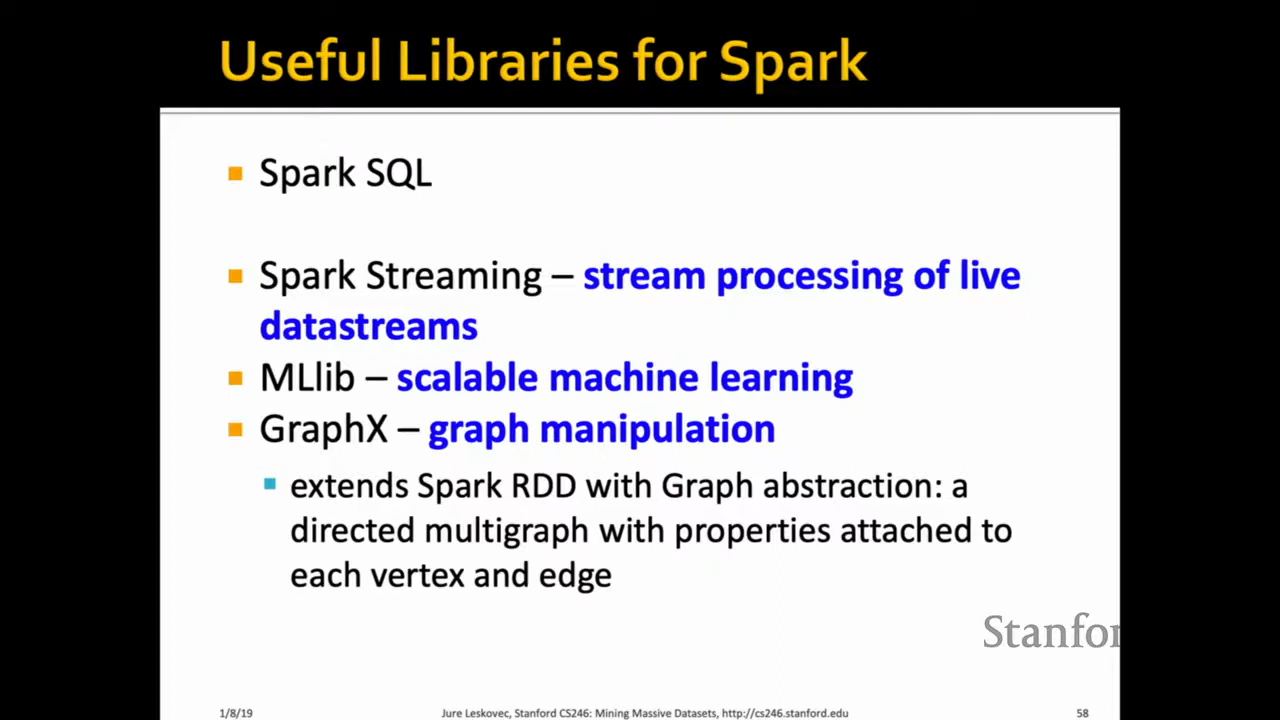 Useful Libraries for Spark
Spark SQL
Spark Streaming – stream processing of live
datastreams
MLlib – scalable machine learning
GraphX – graph manipulation
extends Spark RDD with Graph abstraction: a
directed multigraph with properties attached to
each vertex and edge
Stanfor
1/8/19
Jure Leskovec, Stanford CS246: Mining Massive Datasets, http://cs246.stanford.edu
58